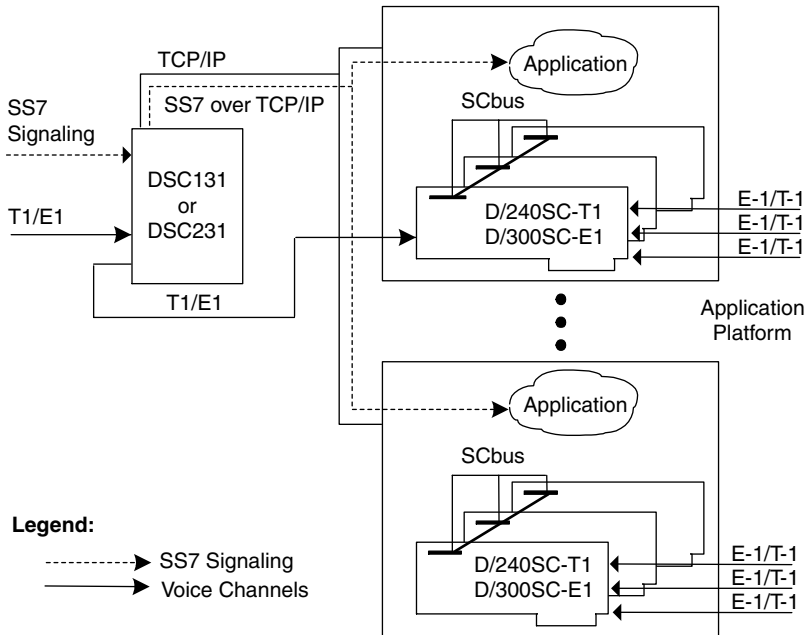 TCP/IP
SS7 over TCP/IP
SS7
Signaling
DSC131
or
DSC231
T1/E1
T1/E1
Application
SCbus
D/240SC-T1
D/300SC-E1
E-1/T-1
E-1/T-1
E-1/T-1
Application
Platform
Application
SCbus
D/240SC-T1
D/300SC-E1
E-1/T-1
E-1/T-1
E-1/T-1
Legend:
SS7 Signaling
Voice Channels